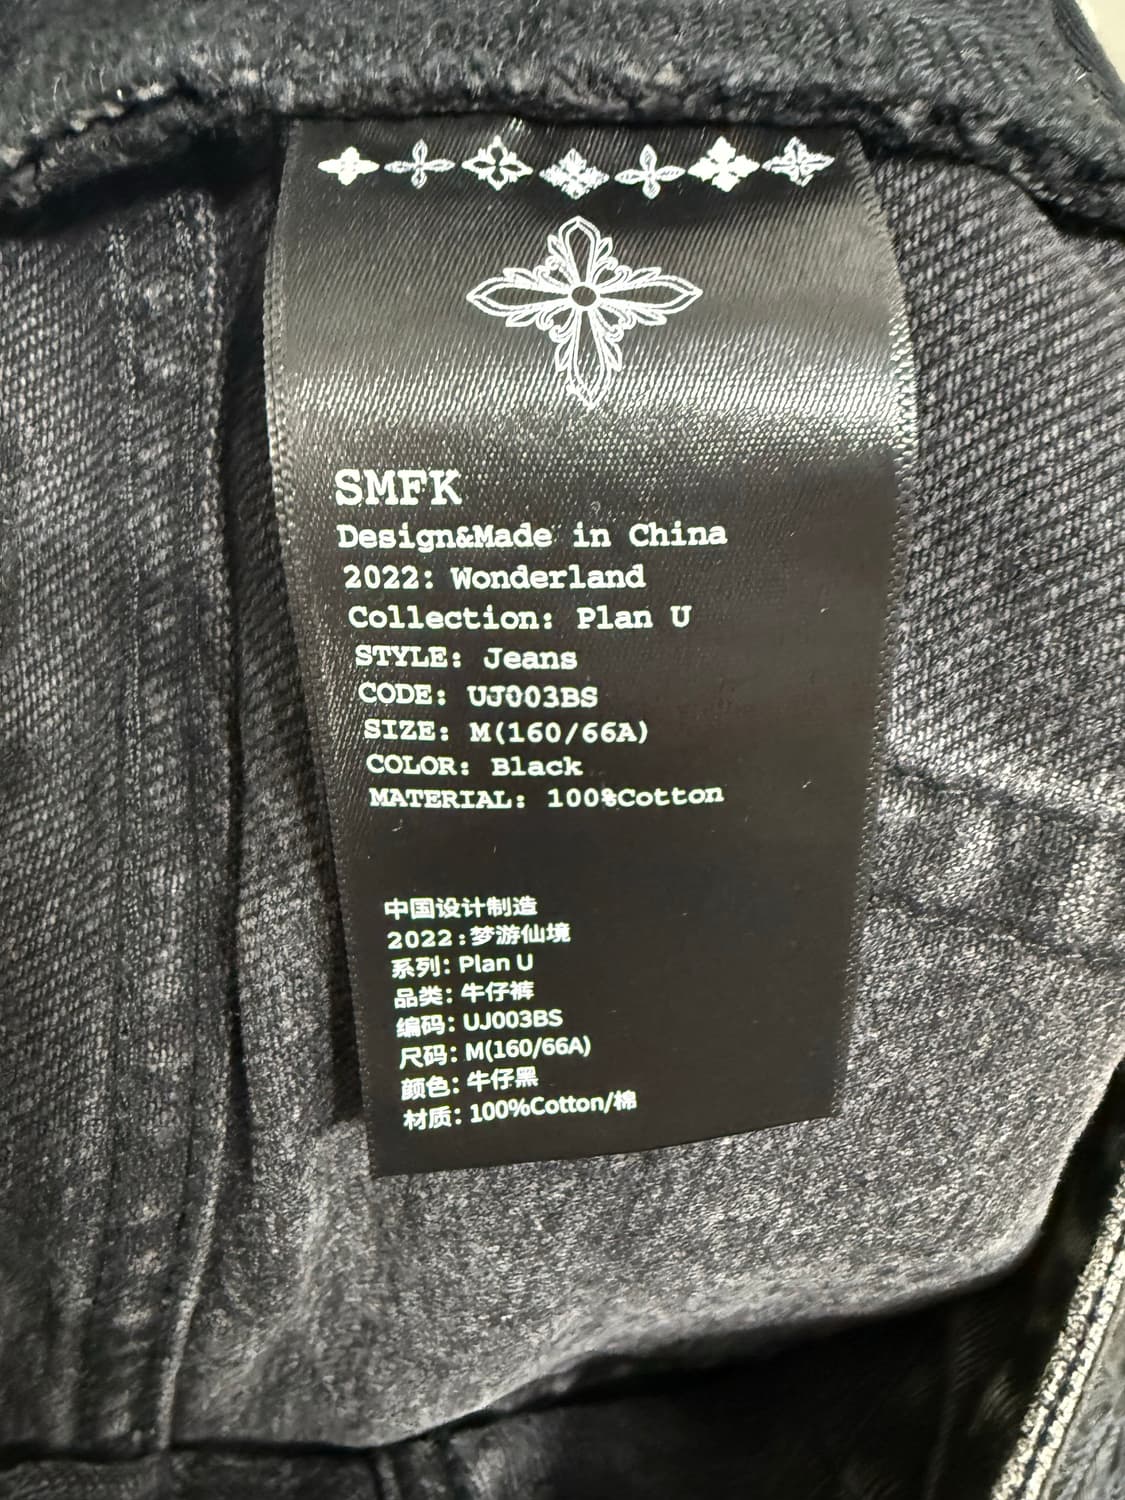 SMFK
Design&Made in China
2022: Wonderland
Collection: Plan U
STYLE: Jeans
CODE: UJ003BS
SIZE: M(160/66A)
COLOR: Black
MATERIAL: 100%Cotton
中国设计制造
2022:梦游仙境
系列: Plan U
品类: 牛仔裤
编码: UJ003BS
尺码: M(160/66A)
颜色: 牛仔黑
材质: 100%Cotton/棉